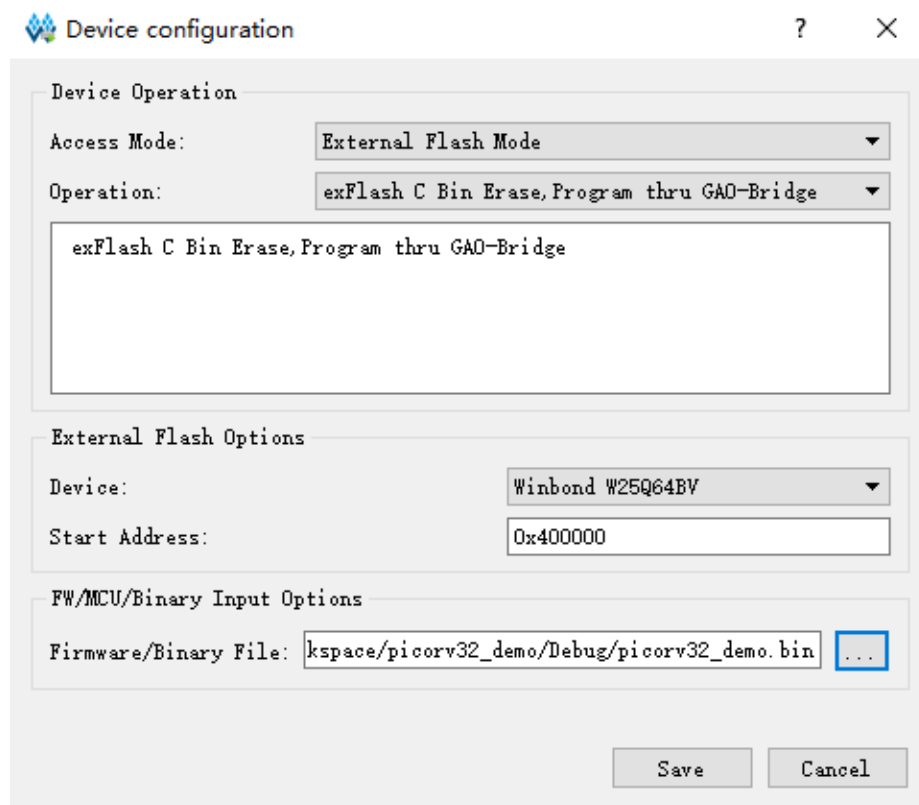 Device configuration
?
Device Operation
Access Mode:
External Flash Mode
Operation:
exFlash C Bin Erase,Program thru GAO-Bridge
exFlash C Bin Erase,Program thru GAO-Bridge
External Flash Options
Device:
Winbond W25Q64BV
Start Address:
0x400000
FW/MCU/Binary Input Options
Firmware/Binary File:
kspace/picorv32_demo/Debug/picorv32_demo.bin
...
Save
Cancel